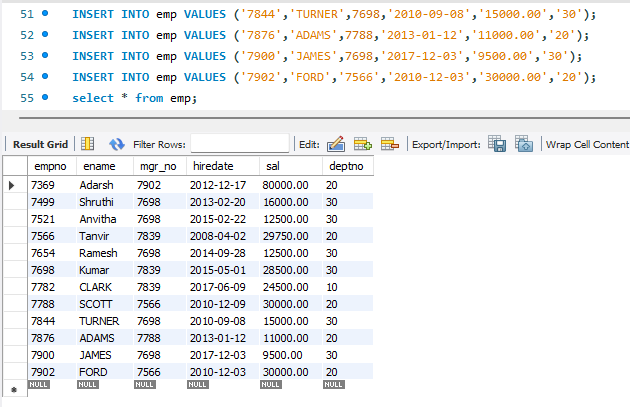 51 INSERT INTO emp VALUES ('7844','TURNER',7698,'2010-09-08','15000.00','30');
52 INSERT INTO emp VALUES ('7876','ADAMS',7788,'2013-01-12','11000.00','20');
53 INSERT INTO emp VALUES ('7900','JAMES',7698,'2017-12-03','9500.00','30');
54 INSERT INTO emp VALUES ('7902','FORD','7566','2010-12-03','30000.00','20');
55 select * from emp;
Result Grid Filter Rows: Edit: Export/Import: Wrap Cell Content
empno ename mgr_no hiredate sal deptno
7369 Adarsh 7902 2012-12-17 80000.00 20
7499 Shruthi 7698 2013-02-20 16000.00 30
7521 Anvitha 7698 2015-02-22 12500.00 30
7566 Tanvir 7839 2008-04-02 29750.00 20
7654 Ramesh 7698 2014-09-28 12500.00 30
7698 Kumar 7839 2015-05-01 28500.00 30
7782 CLARK 7839 2017-06-09 24500.00 10
7788 SCOTT 7566 2010-12-09 30000.00 20
7844 TURNER 7698 2010-09-08 15000.00 30
7876 ADAMS 7788 2013-01-12 11000.00 20
7900 JAMES 7698 2017-12-03 9500.00 30
7902 FORD 7566 2010-12-03 30000.00 20
NULL NULL NULL NULL NULL NULL